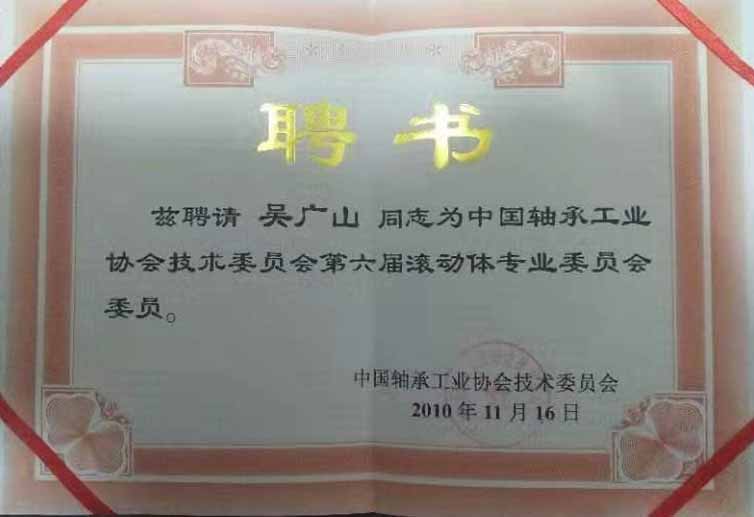 聘书
兹聘请 吴广山 同志为中国轴承工业
协会技术委员会第六届滚动体专业委员会
委员。
中国轴承工业协会技术委员会
2010年11月16日